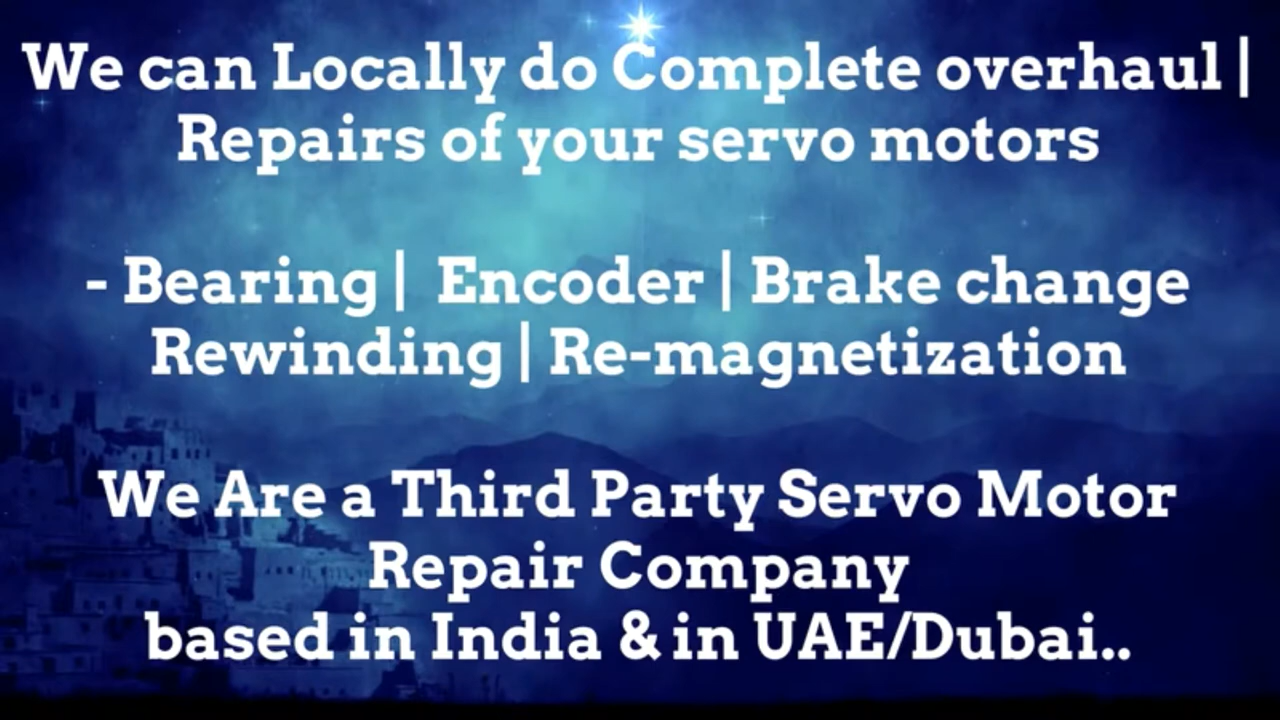 We can Locally do Complete overhaul |
Repairs of your servo motors
- Bearing | Encoder | Brake change
Rewinding | Re-magnetization
We Are a Third Party Servo Motor
Repair Company
based in India & in UAE/Dubai..